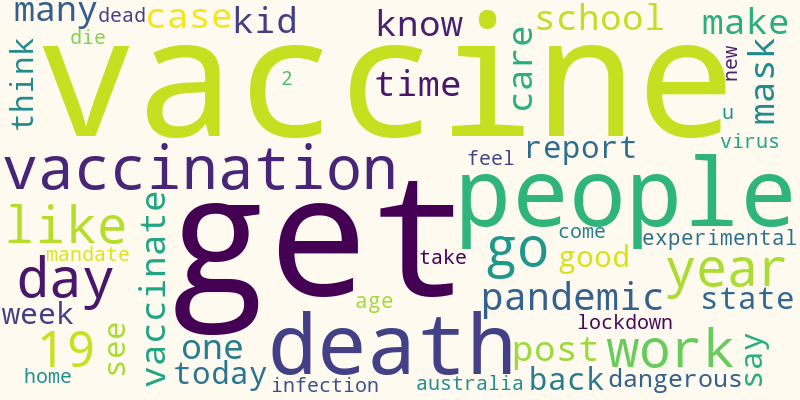 many dead case kid know school make
die
think vaccine 2 time care new mask
u
virus
vaccination feel report
get people
like vaccinate go come experimental
mandate take good year
day pandemic state
week age lockdown
19 see one death post work say
home today infection australia back dangerous